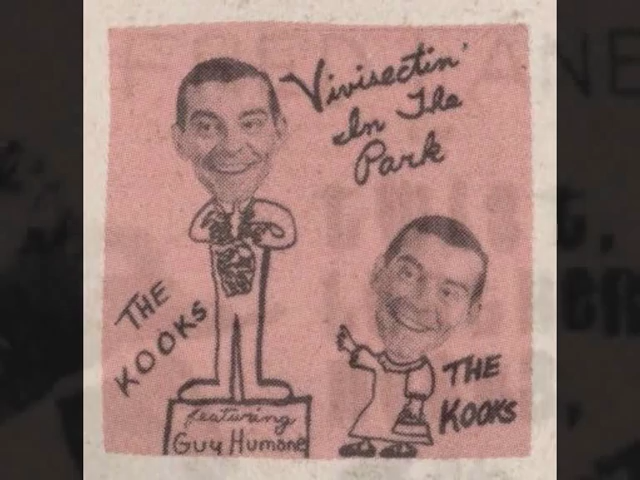 Vivisectin'
In The
Park
THE
KOOKS
THE
KOOKS
featuring
Guy Humane